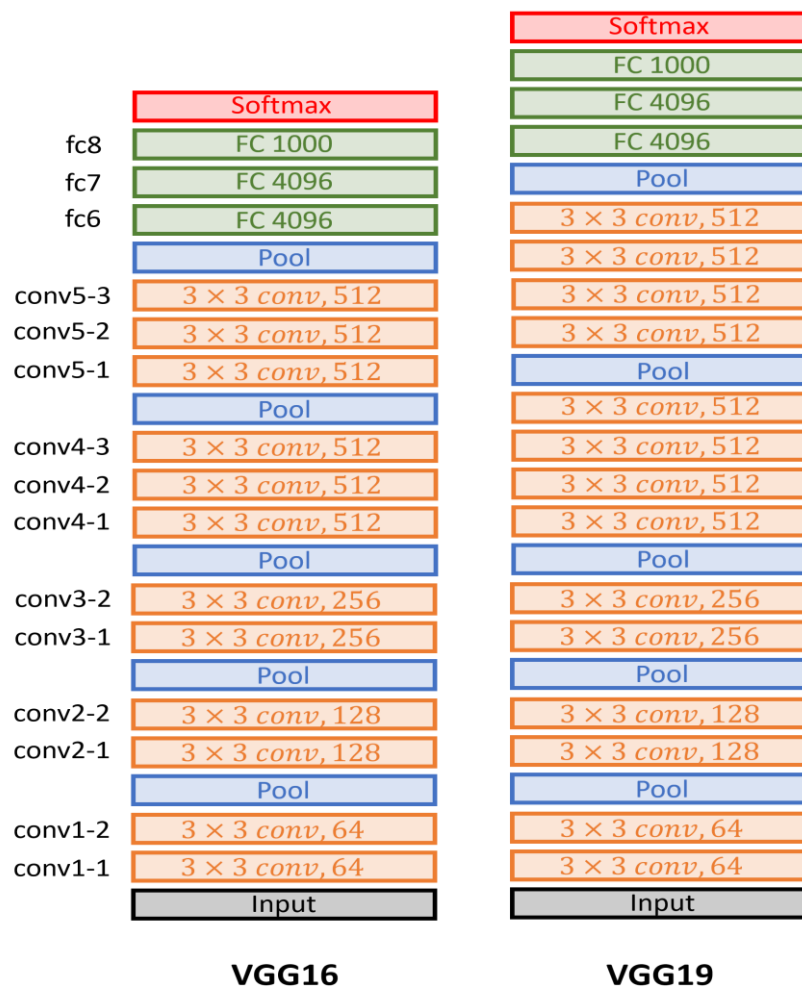 Softmax
fc8 FC 1000
fc7 FC 4096
fc6 FC 4096
Pool
conv5-3 3 × 3 conv, 512
conv5-2 3 × 3 conv, 512
conv5-1 3 × 3 conv, 512
Pool
conv4-3 3 × 3 conv, 512
conv4-2 3 × 3 conv, 512
conv4-1 3 × 3 conv, 512
Pool
conv3-2 3 × 3 conv, 256
conv3-1 3 × 3 conv, 256
Pool
conv2-2 3 × 3 conv, 128
conv2-1 3 × 3 conv, 128
Pool
conv1-2 3 × 3 conv, 64
conv1-1 3 × 3 conv, 64
Input
VGG16
Softmax
FC 1000
FC 4096
FC 4096
Pool
3 × 3 conv, 512
3 × 3 conv, 512
3 × 3 conv, 512
3 × 3 conv, 512
Pool
3 × 3 conv, 512
3 × 3 conv, 512
3 × 3 conv, 512
3 × 3 conv, 512
Pool
3 × 3 conv, 256
3 × 3 conv, 256
Pool
3 × 3 conv, 128
3 × 3 conv, 128
Pool
3 × 3 conv, 64
3 × 3 conv, 64
Input
VGG19